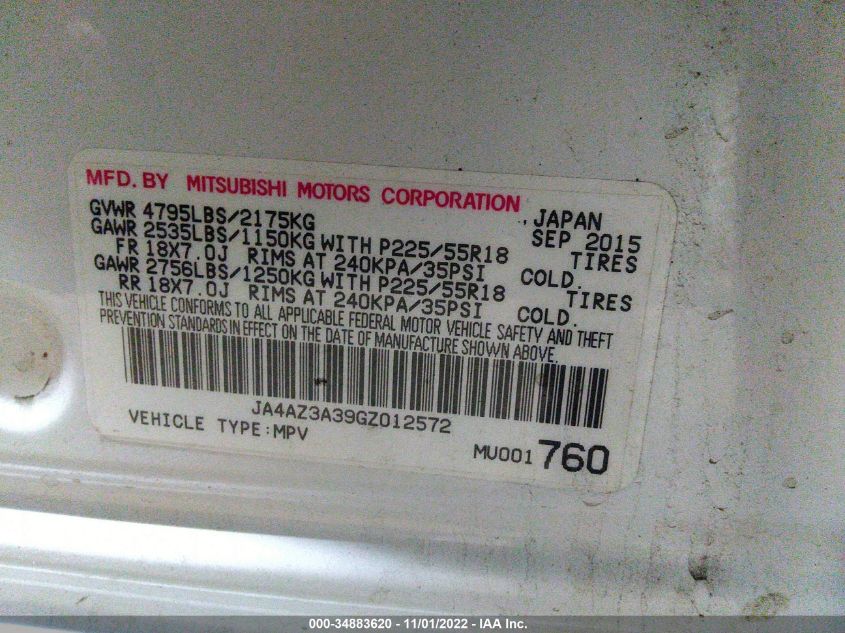 MFD. BY MITSUBISHI MOTORS CORPORATION
GVWR 4795LBS/2175KG , JAPAN
GAWR 2535LBS/1150KG WITH P225/55R18 SEP 2015
FR 18X7.0J RIMS AT 240KPA/35PSI TIRES COLD.
GAWR 2756LBS/1250KG WITH P225/55R18 TIRES
RR 18X7.0J RIMS AT 240KPA/35PSI COLD.
THIS VEHICLE CONFORMS TO ALL APPLICABLE FEDERAL MOTOR VEHICLE SAFETY AND THEFT
PREVENTION STANDARDS IN EFFECT ON THE DATE OF MANUFACTURE SHOWN ABOVE.
JA4AZ3A39GZ012572
VEHICLE TYPE:MPV
MU001 760
000-34883620 - 11/01/2022 - IAA Inc.